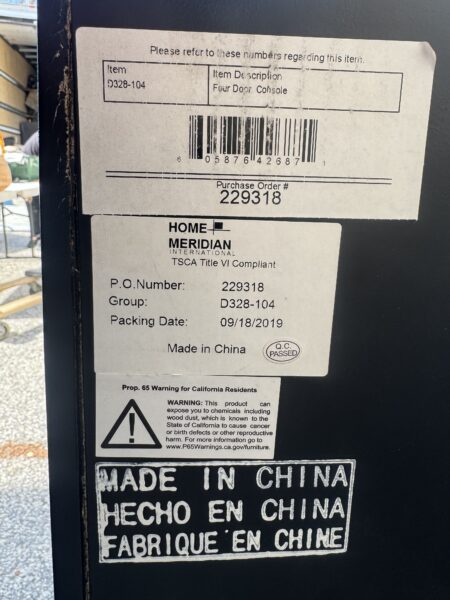 Please refer to these numbers regarding this item.
Item Item Description
D328-104 Four Door Console
6 05876 42687 1
Purchase Order #
229318
HOME
MERIDIAN
INTERNATIONAL
TSCA Title VI Compliant
P.O.Number: 229318
Group: D328-104
Packing Date: 09/18/2019
Made in China
Q.C.
PASSED
Prop. 65 Warning for California Residents
WARNING: This product can
expose you to chemicals including
wood dust, which is known to the
State of California to cause cancer
or birth defects or other reproductive
harm. For more information go to
www.P65Warnings.ca.gov/furniture.
MADE IN CHINA
HECHO EN CHINA
FABRIQUE EN CHINE